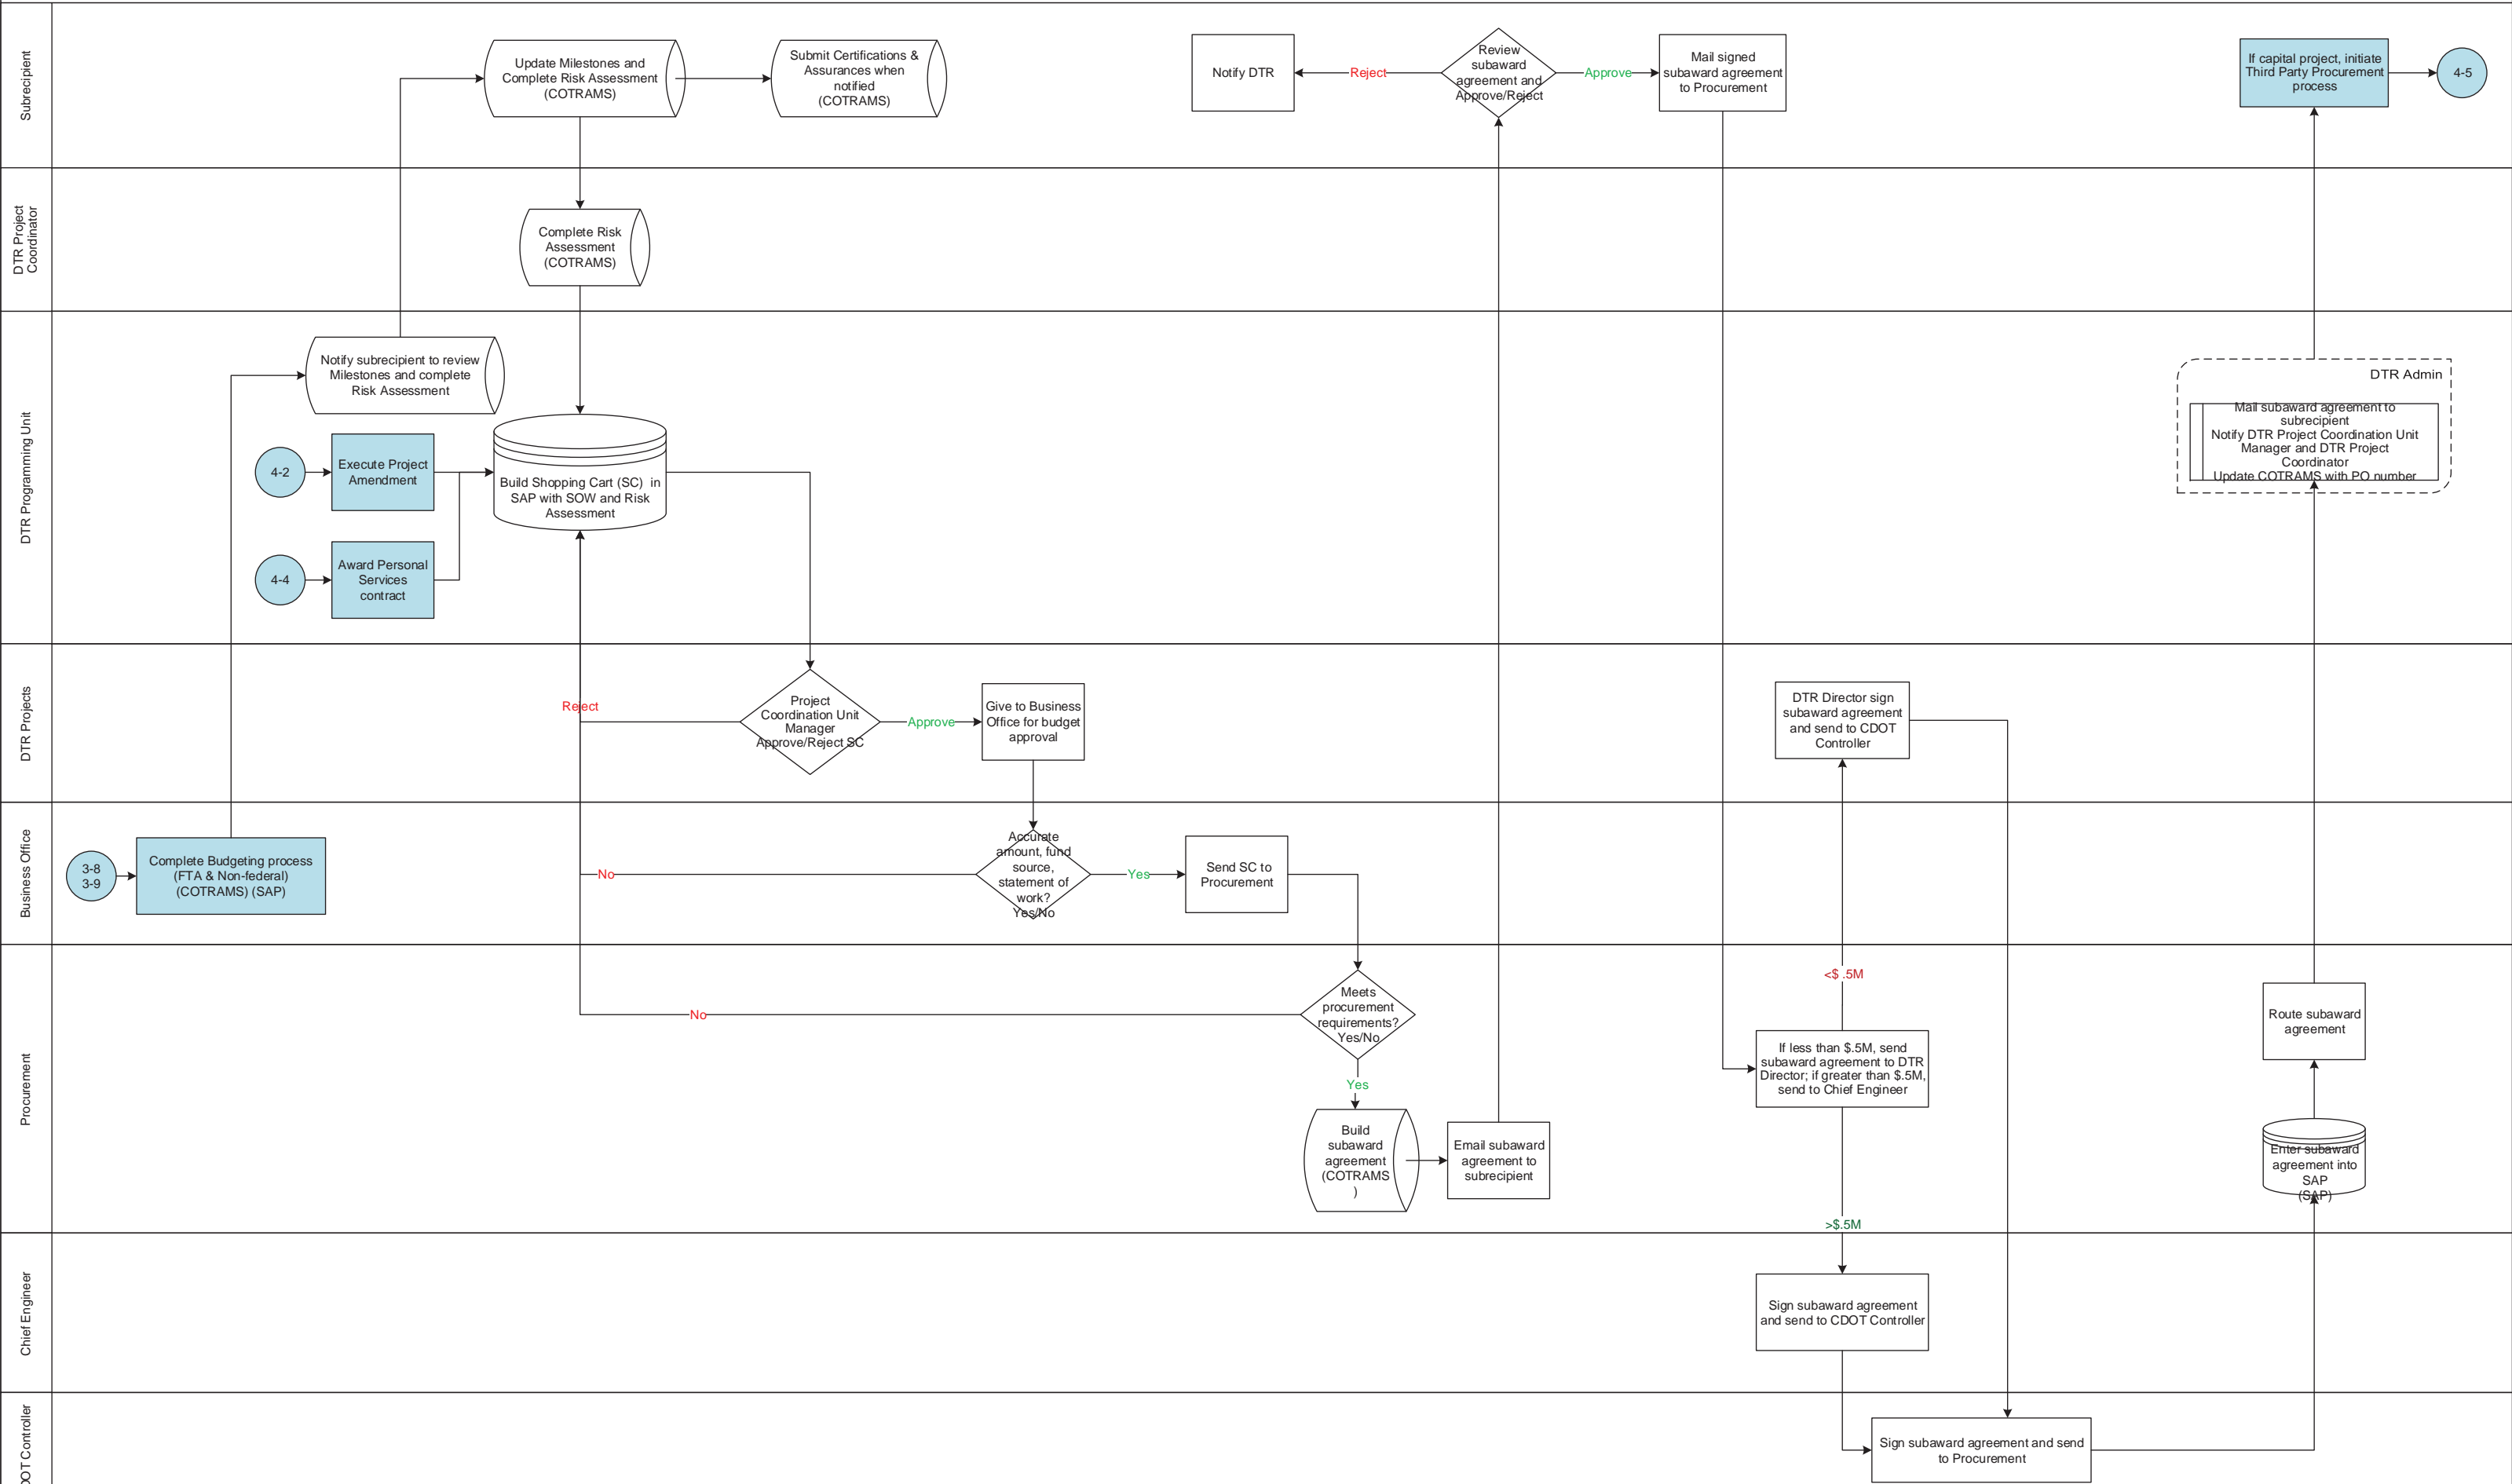 Subrecipient
Update Milestones and
Complete Risk Assessment
(COTRAMS)
Submit Certifications &
Assurances when
notified
(COTRAMS)
Notify DTR
Reject
Review
subaward
agreement and
Approve/Reject
Approve
Mail signed
subaward agreement
to Procurement
If capital project, initiate
Third Party Procurement
process
4-5
DTR Project
Coordinator
Complete Risk
Assessment
(COTRAMS)
DTR Programming Unit
Notify subrecipient to review
Milestones and complete
Risk Assessment
4-2
Execute Project
Amendment
Build Shopping Cart (SC) in
SAP with SOW and Risk
Assessment
4-4
Award Personal
Services
contract
DTR Admin
Mail subaward agreement to
subrecipient
Notify DTR Project Coordination Unit
Manager and DTR Project
Coordinator
Update COTRAMS with PO number
DTR Projects
Reject
Project
Coordination Unit
Manager
Approve/Reject SC
Approve
Give to Business
Office for budget
approval
DTR Director sign
subaward agreement
and send to CDOT
Controller
Business Office
3-8
3-9
Complete Budgeting process
(FTA & Non-federal)
(COTRAMS) (SAP)
No
Accurate
amount, fund
source,
statement of
work?
Yes/No
Yes
Send SC to
Procurement
Procurement
No
Meets
procurement
requirements?
Yes/No
Yes
Build
subaward
agreement
(COTRAMS
)
Email subaward
agreement to
subrecipient
<$ .5M
If less than $.5M, send
subaward agreement to DTR
Director; if greater than $.5M,
send to Chief Engineer
>$.5M
Route subaward
agreement
Enter subaward
agreement into
SAP
(SAP)
Chief Engineer
Sign subaward agreement
and send to CDOT Controller
OOT Controller
Sign subaward agreement and send
to Procurement